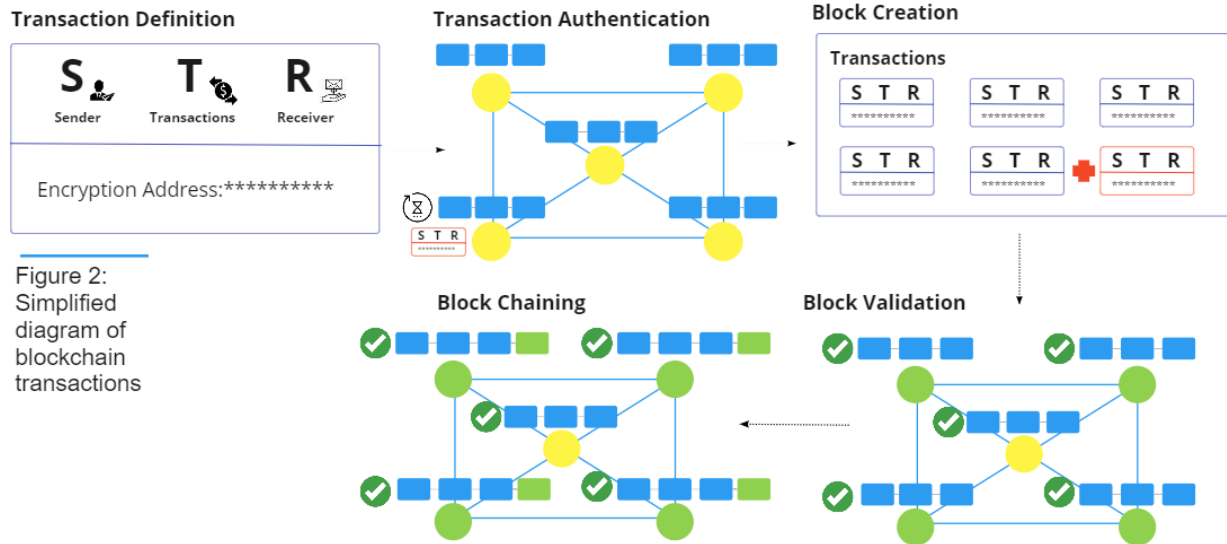 Transaction Definition
S T R
Sender Transactions Receiver
Encryption Address:**********
Transaction Authentication
S T R
**********
Block Creation
Transactions
S T R S T R S T R
********** ********** **********
S T R S T R S T R
********** ********** **********
Figure 2:
Simplified
diagram of
blockchain
transactions
Block Chaining
Block Validation